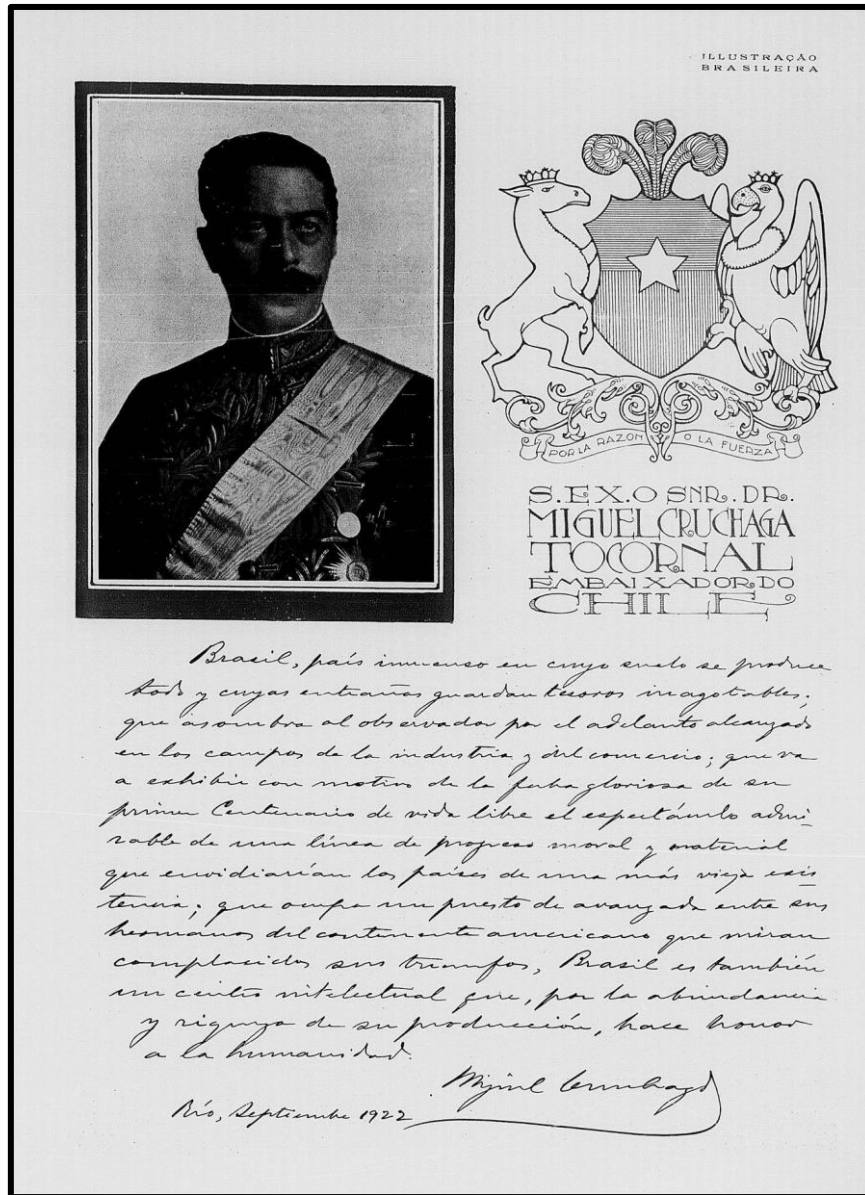 ILLUSTRAÇÃO
BRASILEIRA
POR LA RAZON O LA FUERZA
S. EX. O SNR. DR.
MIGUEL CRUCHAGA
TOCORNAL
EMBAIXADOR DO
CHILE
Brasil, país inmenso en cuyo suelo se produce
todo y cuyas entrañas guardan tesoros inagotables;
que asombra al observador por el adelanto alcanzado
en los campos de la industria y del comercio; que va
a exhibir con motivo de la fecha gloriosa de su
primer Centenario de vida libre el espectáculo admi-
rable de una línea de progreso moral y material
que envidiarían los países de una más vieja exis
tencia; que ocupa un puesto de avanzada entre sus
hermanos del continente americano que miran
complacidos sus triunfos, Brasil es también
un centro intelectual que, por la abundancia
y riqueza de su producción, hace honor
a la humanidad.
Miguel Cruchaga
Río, Septiembre 1922